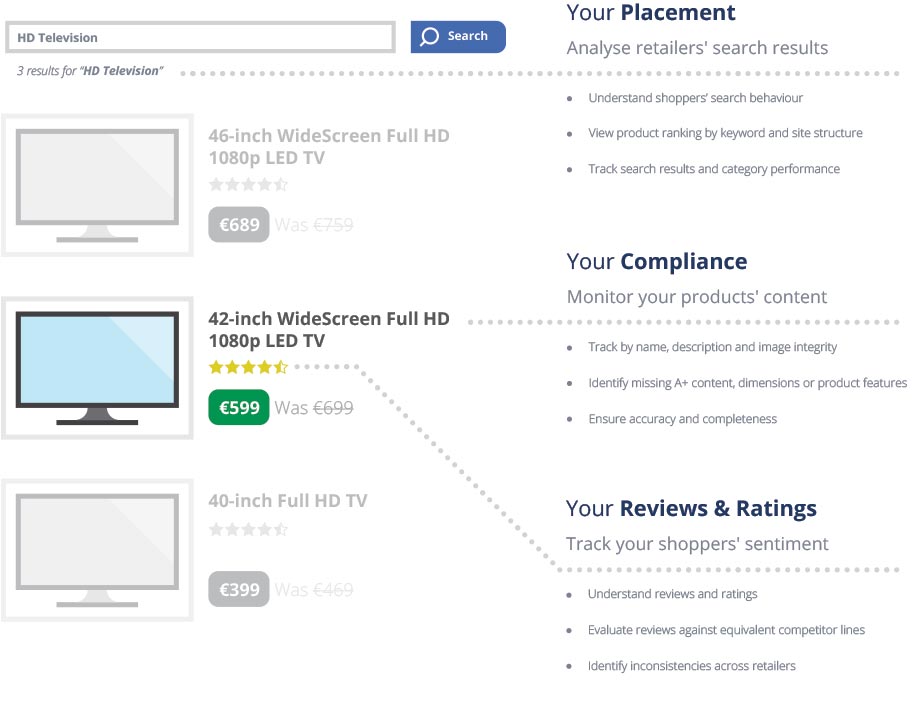 HD Television
Search
3 results for “HD Television”
46-inch WideScreen Full HD
1080p LED TV
€689 Was €759
42-inch WideScreen Full HD
1080p LED TV
€599 Was €699
40-inch Full HD TV
€399 Was €469
Your Placement
Analyse retailers' search results
• Understand shoppers’ search behaviour
• View product ranking by keyword and site structure
• Track search results and category performance
Your Compliance
Monitor your products' content
• Track by name, description and image integrity
• Identify missing A+ content, dimensions or product features
• Ensure accuracy and completeness
Your Reviews & Ratings
Track your shoppers' sentiment
• Understand reviews and ratings
• Evaluate reviews against equivalent competitor lines
• Identify inconsistencies across retailers